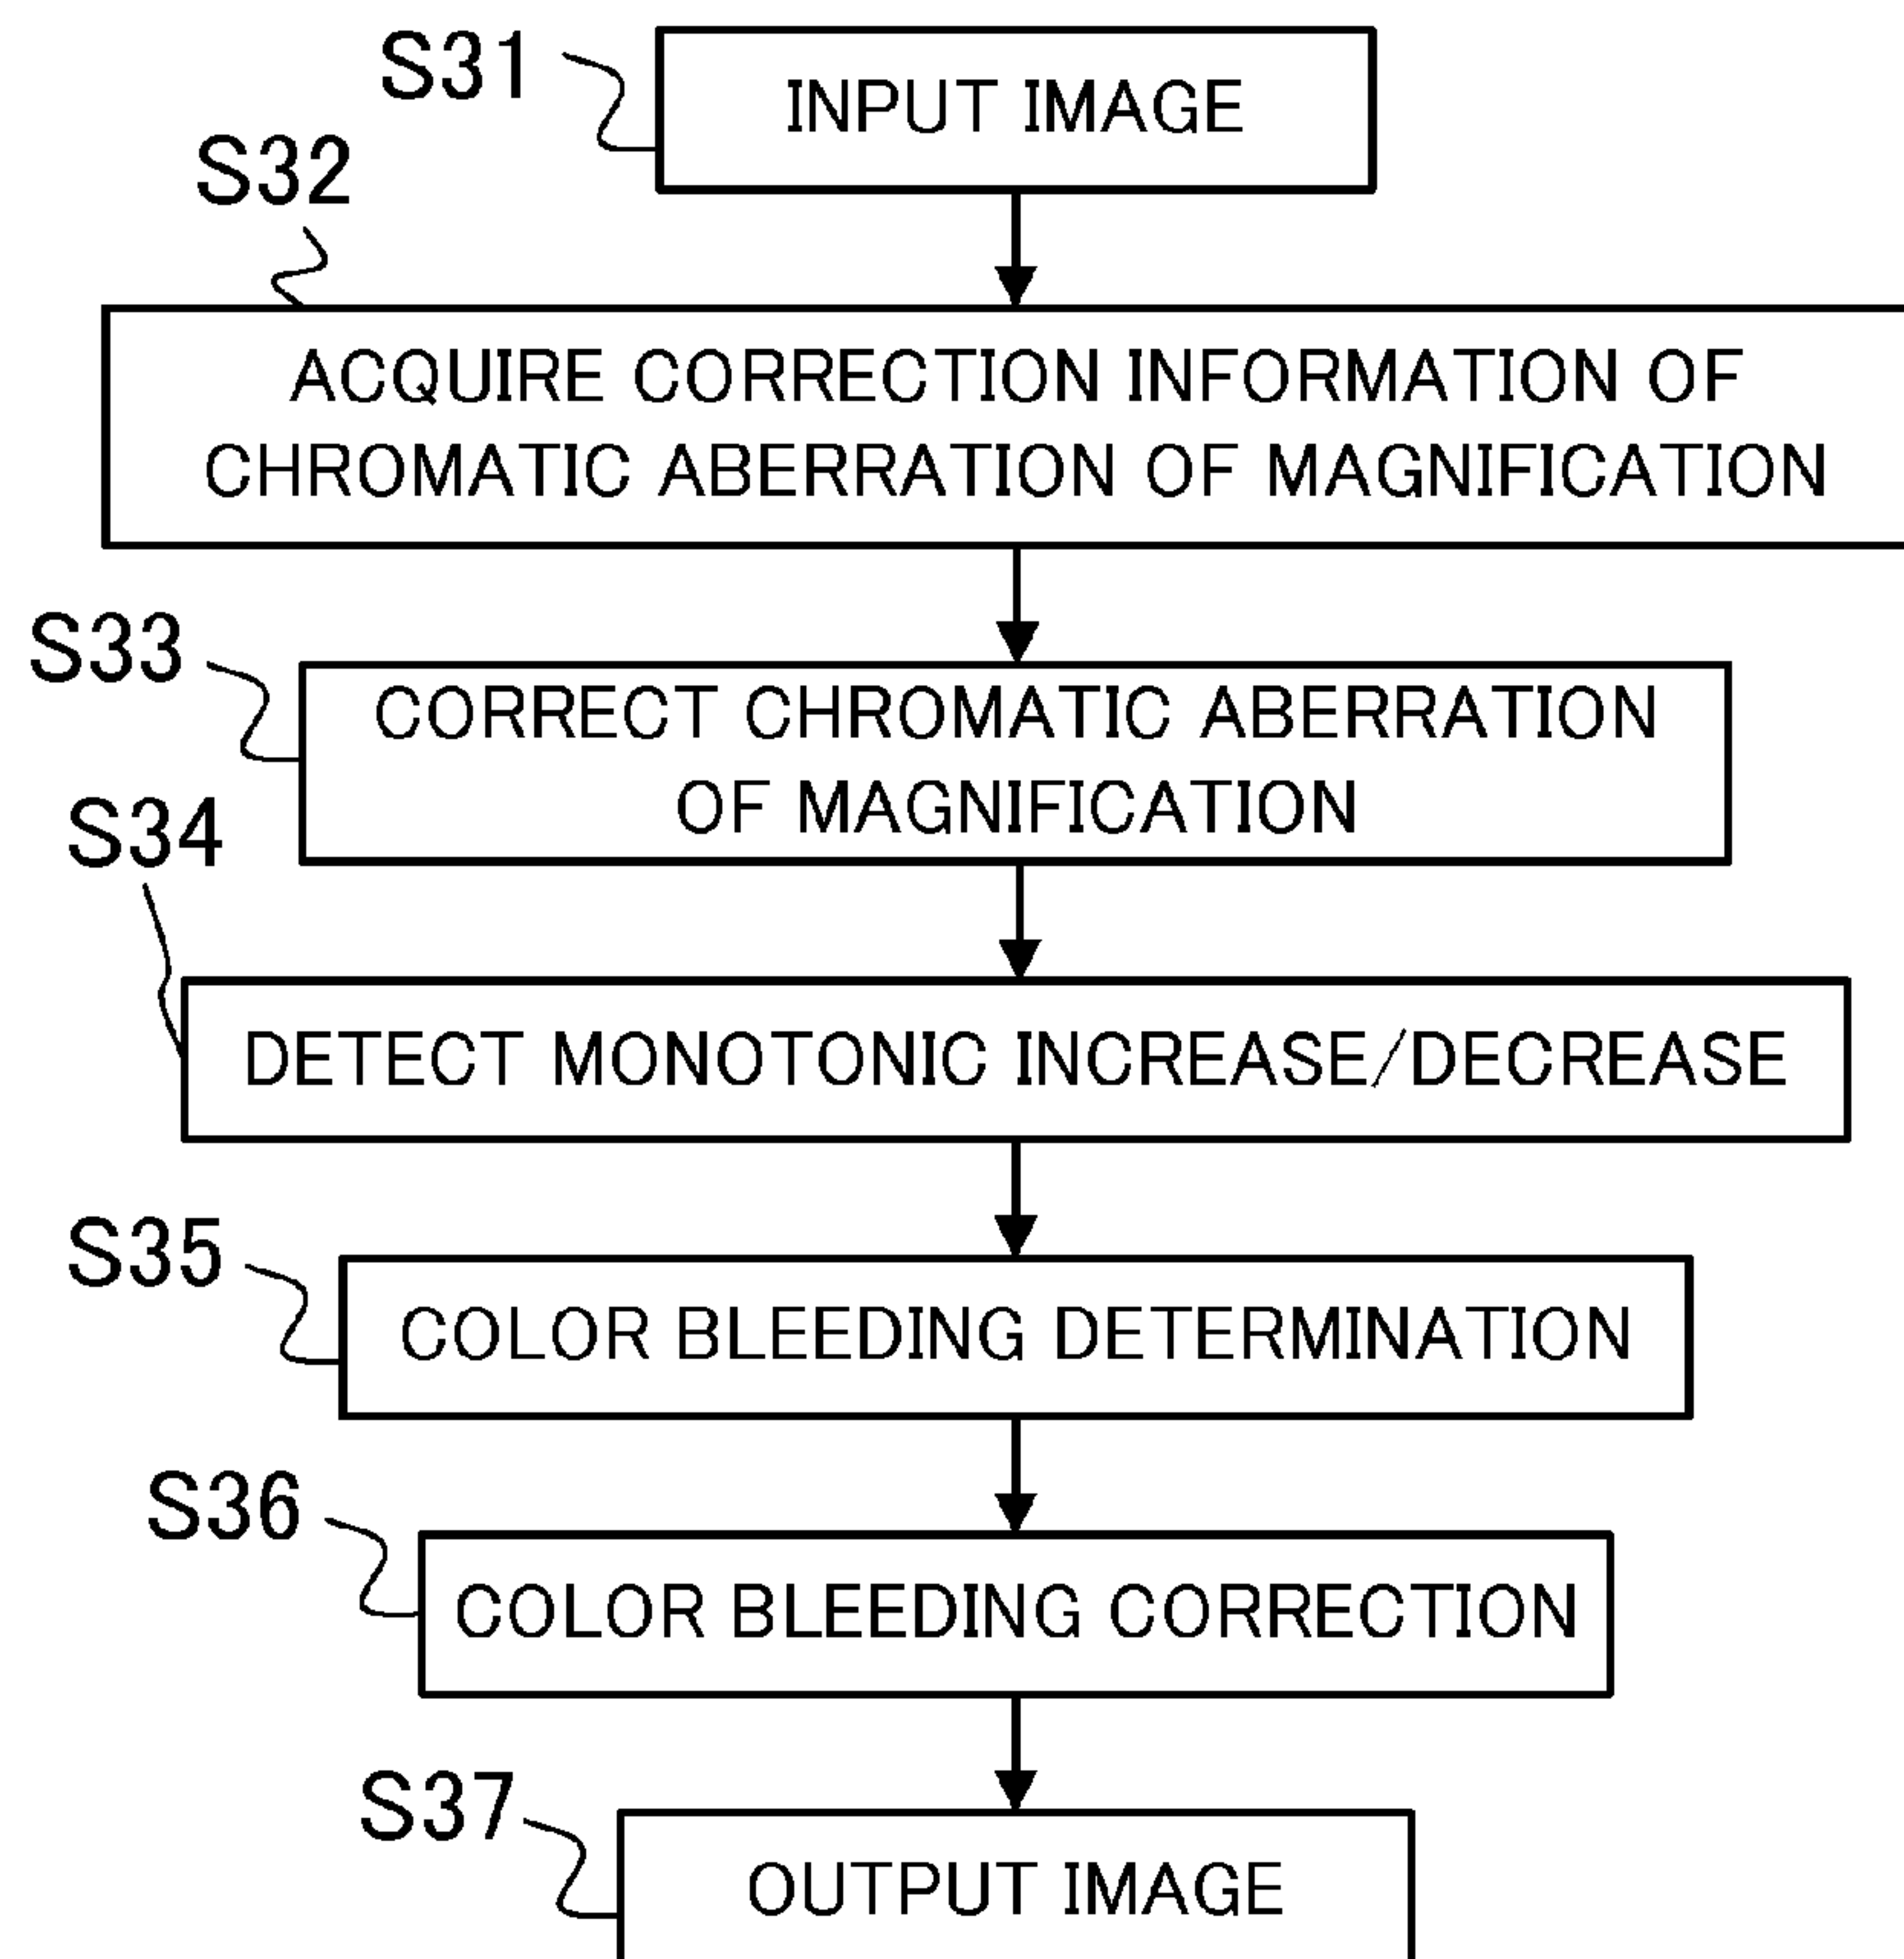 S31
INPUT IMAGE
S32
ACQUIRE CORRECTION INFORMATION OF
CHROMATIC ABERRATION OF MAGNIFICATION
S33
CORRECT CHROMATIC ABERRATION
OF MAGNIFICATION
S34
DETECT MONOTONIC INCREASE/DECREASE
S35
COLOR BLEEDING DETERMINATION
S36
COLOR BLEEDING CORRECTION
S37
OUTPUT IMAGE